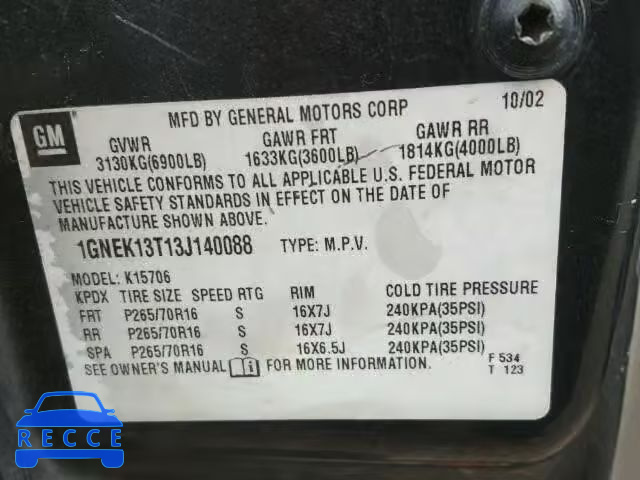 MFD BY GENERAL MOTORS CORP 10/02
GM
GVWR GAWR FRT GAWR RR
3130KG(6900LB) 1633KG(3600LB) 1814KG(4000LB)
THIS VEHICLE CONFORMS TO ALL APPLICABLE U.S. FEDERAL MOTOR
VEHICLE SAFETY STANDARDS IN EFFECT ON THE DATE OF
MANUFACTURE SHOWN ABOVE.
1GNEK13T13J140088 TYPE: M.P.V.
MODEL: K15706
KPDX TIRE SIZE SPEED RTG RIM COLD TIRE PRESSURE
FRT P265/70R16 S 16X7J 240KPA(35PSI)
RR P265/70R16 S 16X7J 240KPA(35PSI)
SPA P265/70R16 S 16X6.5J 240KPA(35PSI)
SEE OWNER'S MANUAL FOR MORE INFORMATION. F 534
T 123
RECCE